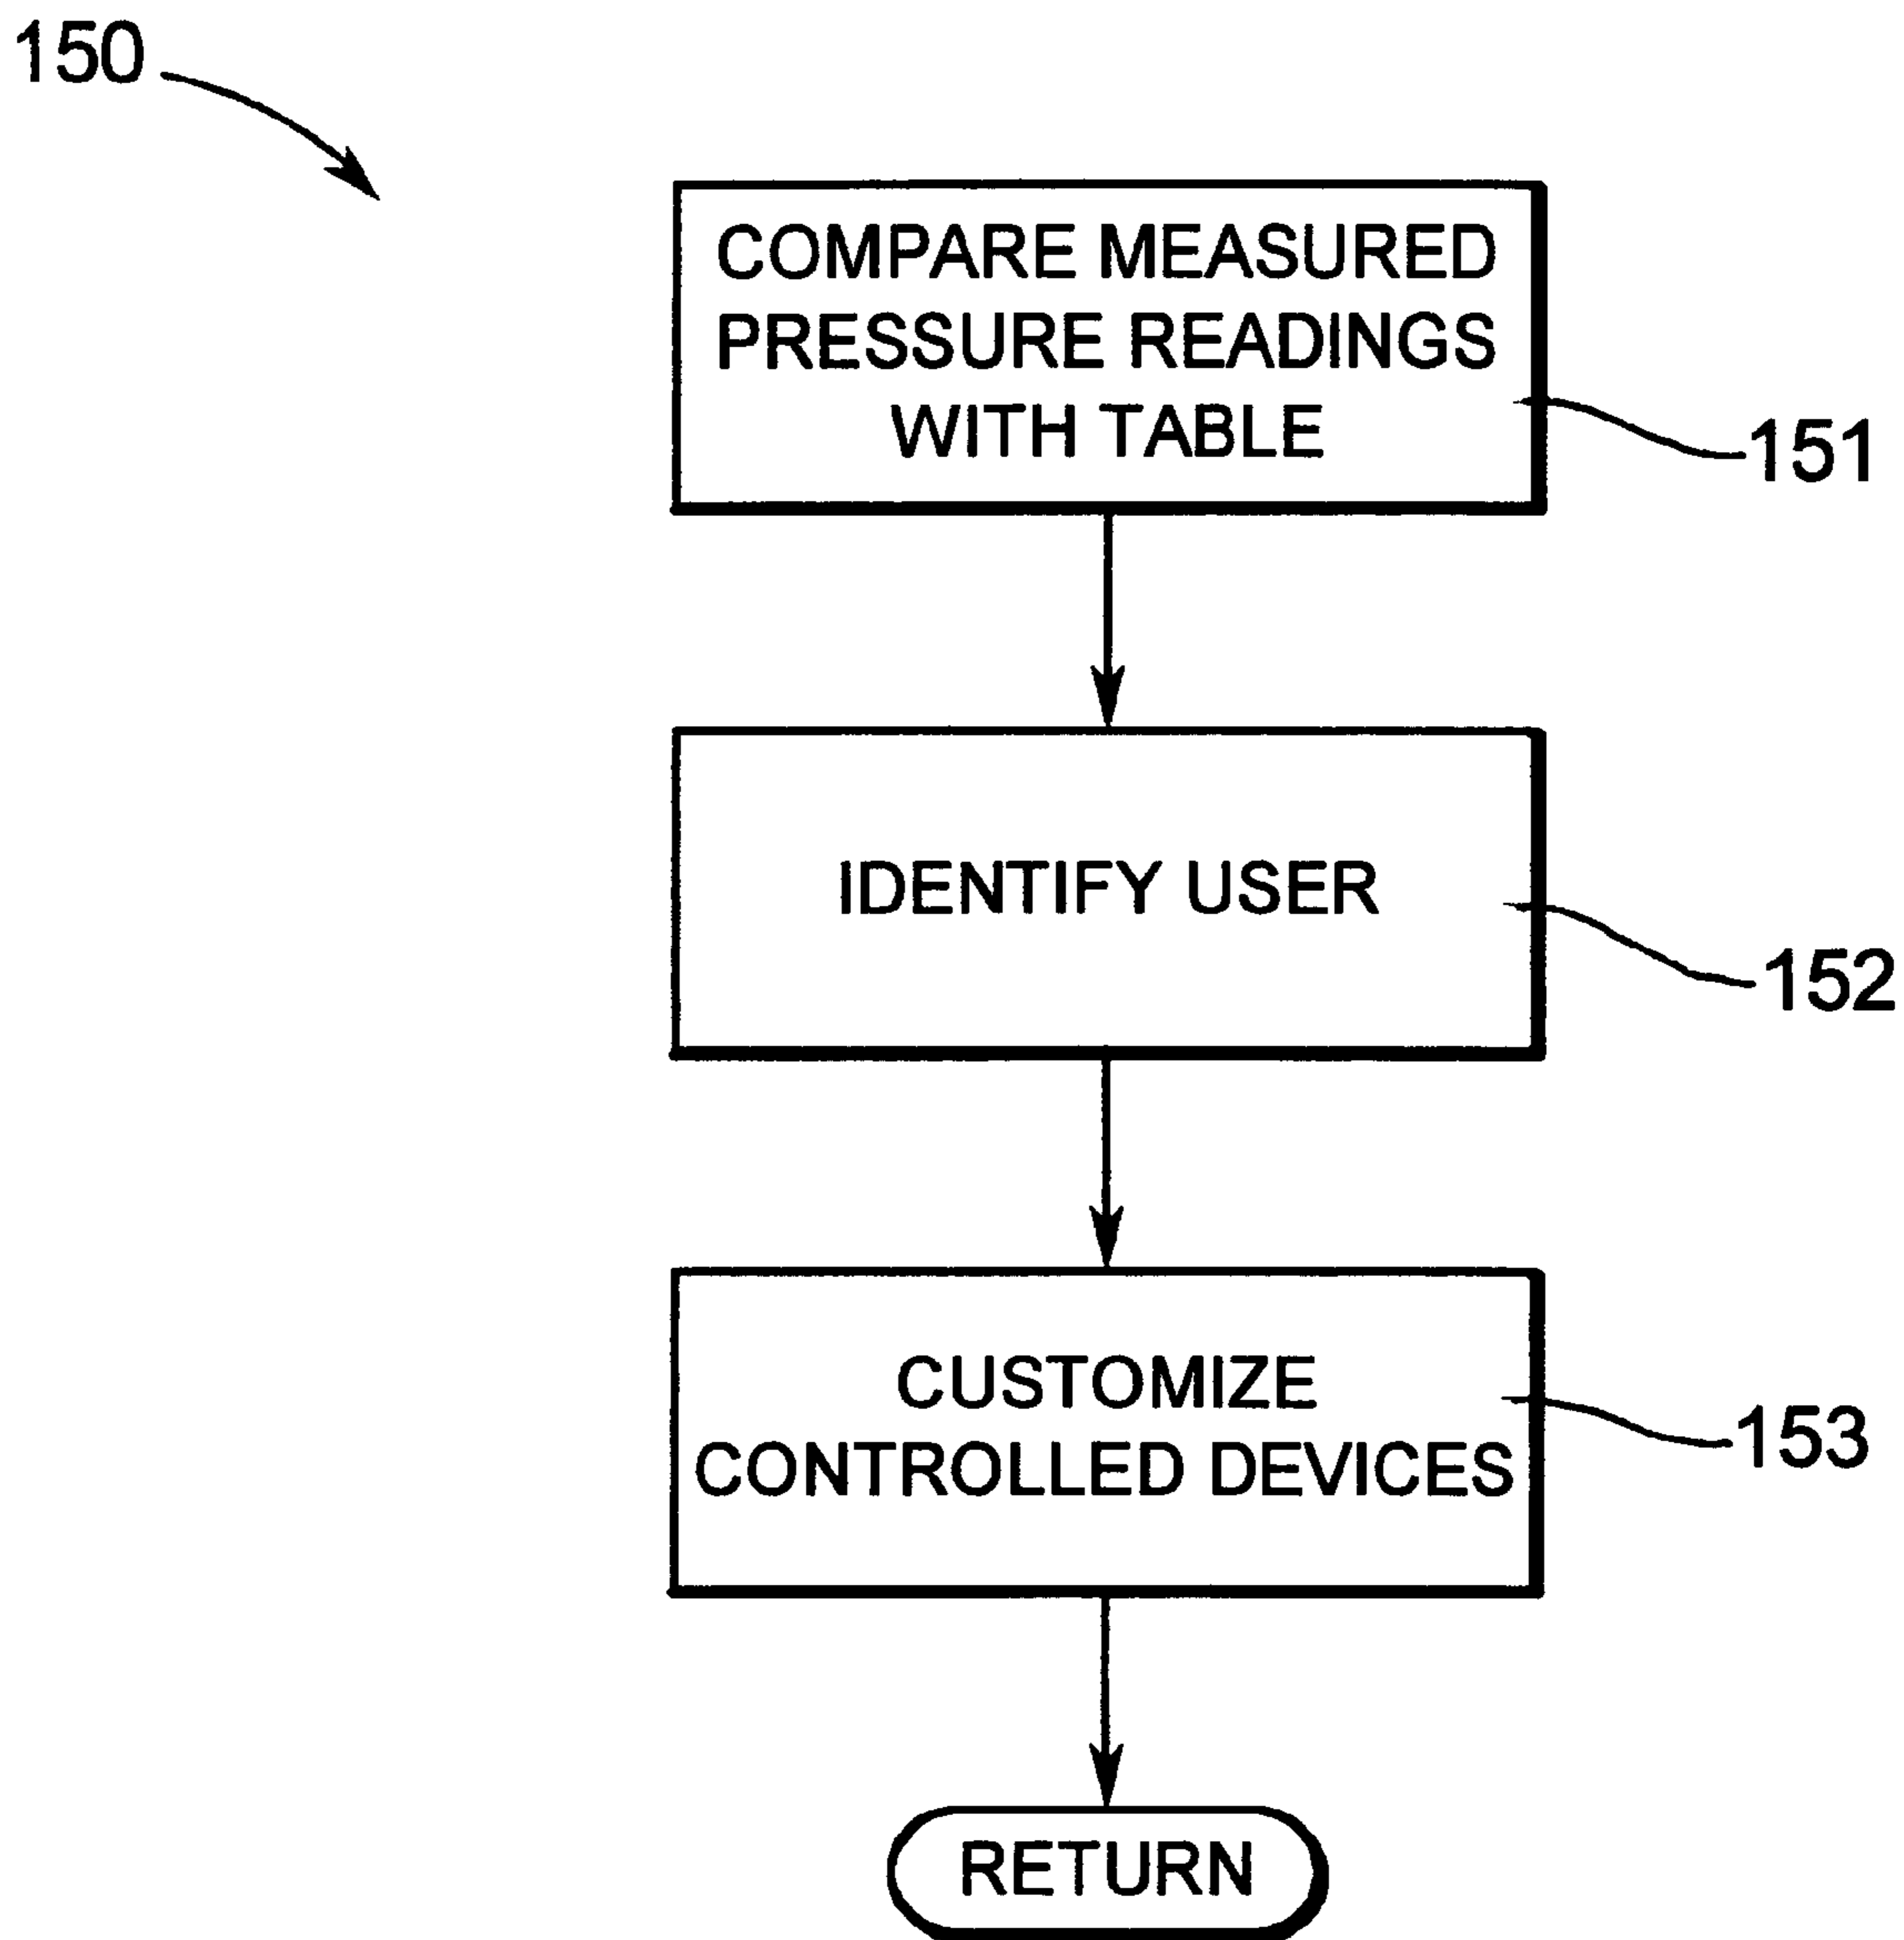 150
COMPARE MEASURED
PRESSURE READINGS
WITH TABLE
151
IDENTIFY USER
152
CUSTOMIZE
CONTROLLED DEVICES
153
RETURN